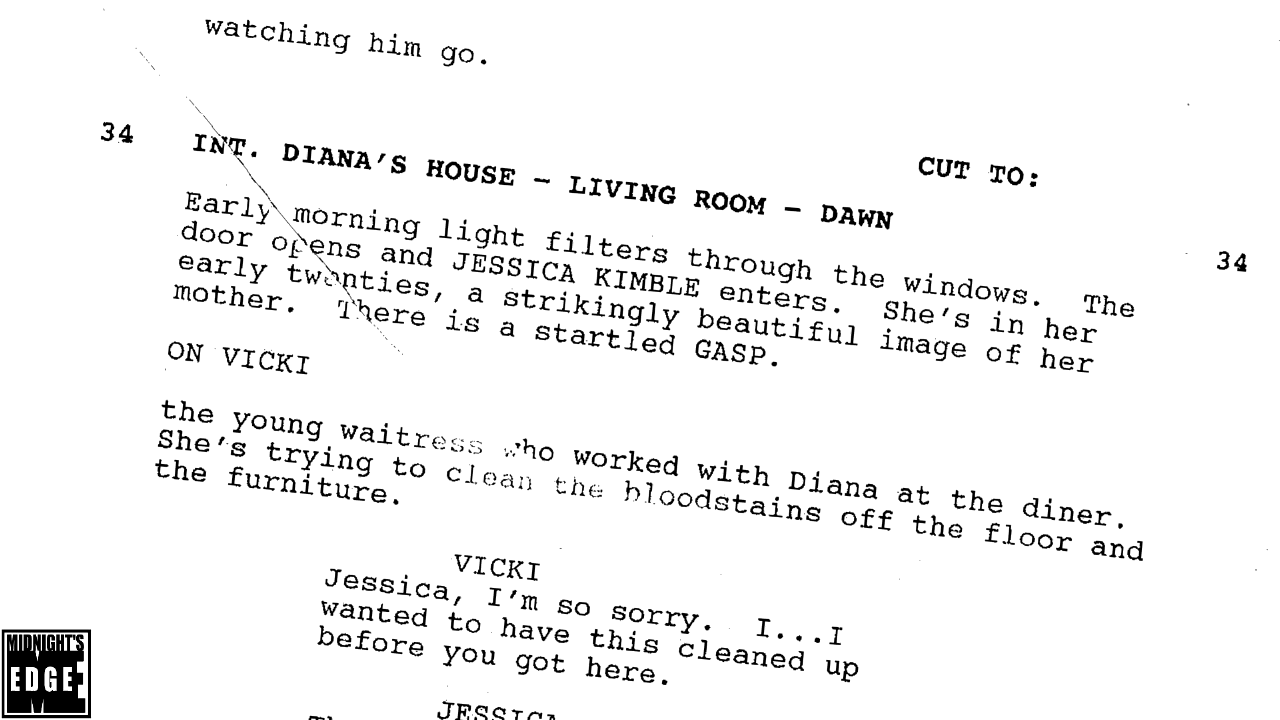 watching him go.
CUT TO:
34 INT. DIANA'S HOUSE - LIVING ROOM - DAWN 34
Early morning light filters through the windows. The
door opens and JESSICA KIMBLE enters. She's in her
early twenties, a strikingly beautiful image of her
mother. There is a startled GASP.
ON VICKI
the young waitress who worked with Diana at the diner.
She's trying to clean the bloodstains off the floor and
the furniture.
VICKI
Jessica, I'm so sorry. I...I
wanted to have this cleaned up
before you got here.
JESSICA
MIDNIGHT'S
EDGE